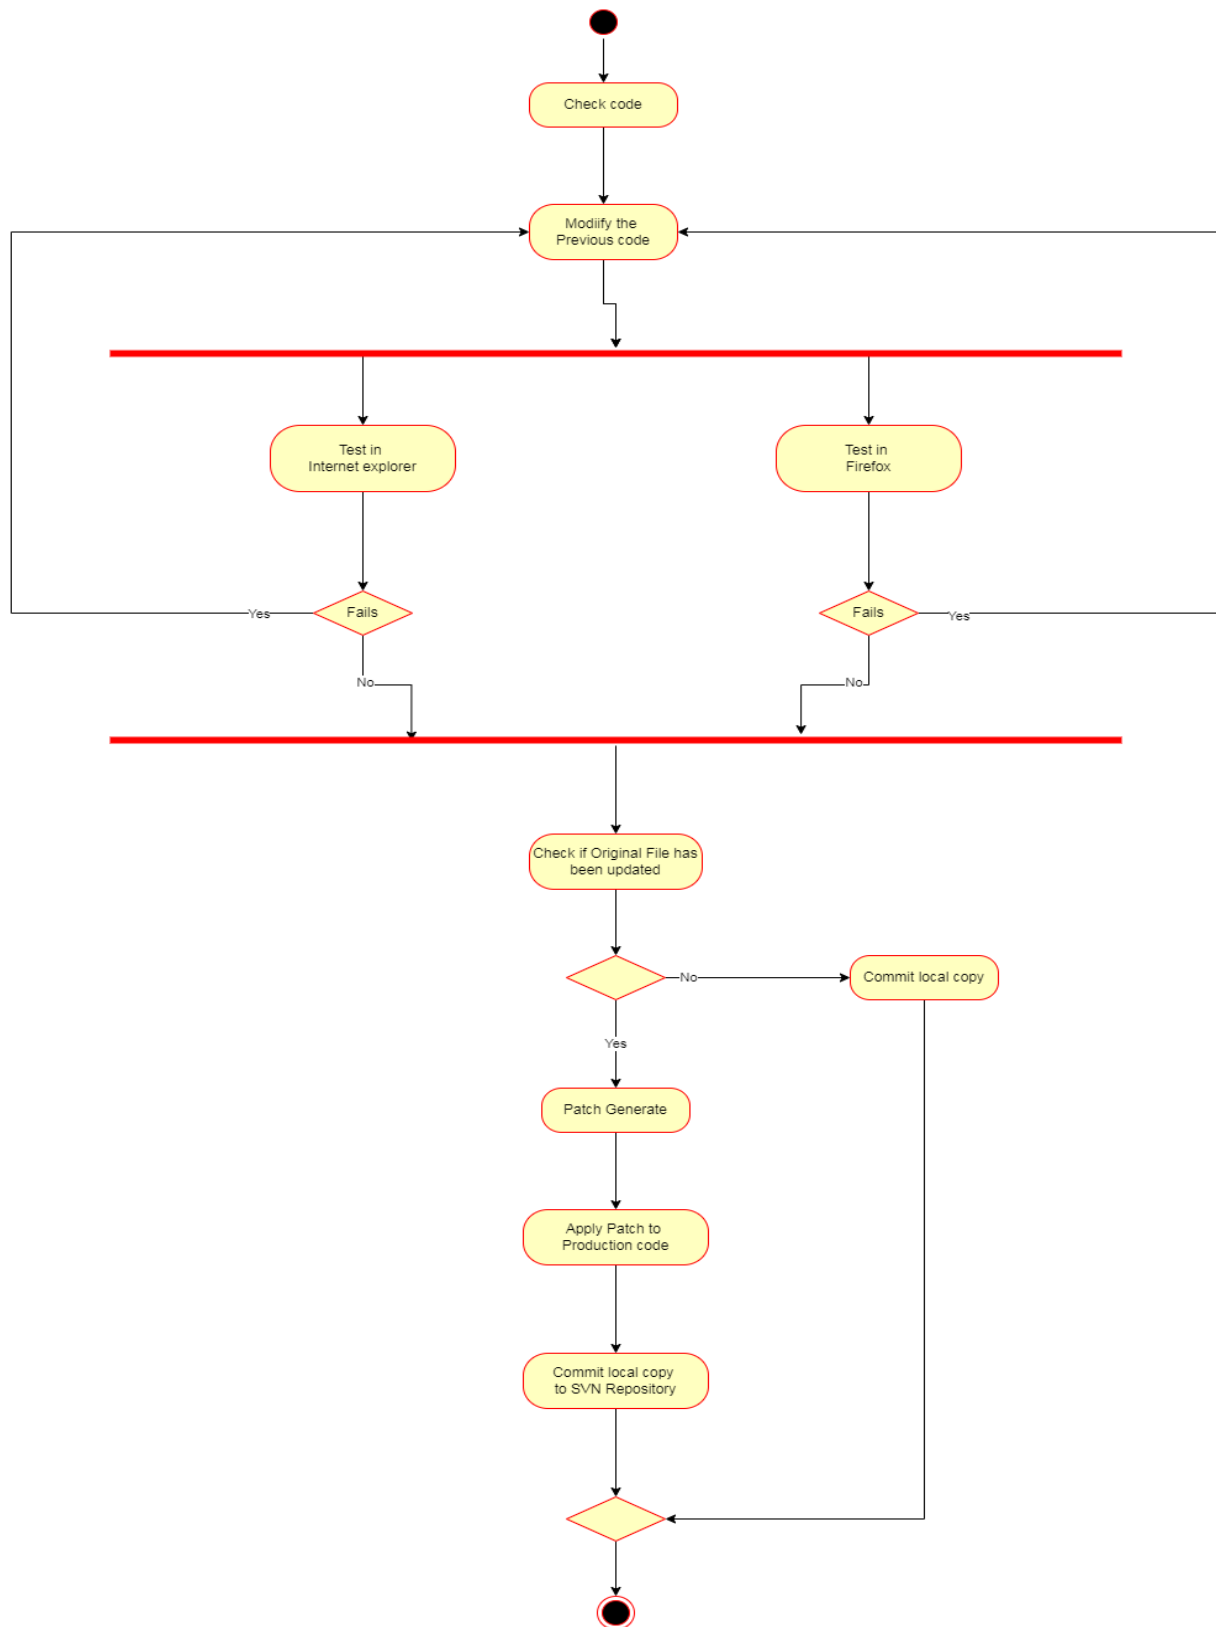 Check code
Modiify the
Previous code
Test in
Internet explorer
Test in
Firefox
Fails
Yes
Fails
Yes
No
No
Check if Original File has
been updated
No
Commit local copy
Yes
Patch Generate
Apply Patch to
Production code
Commit local copy
to SVN Repository